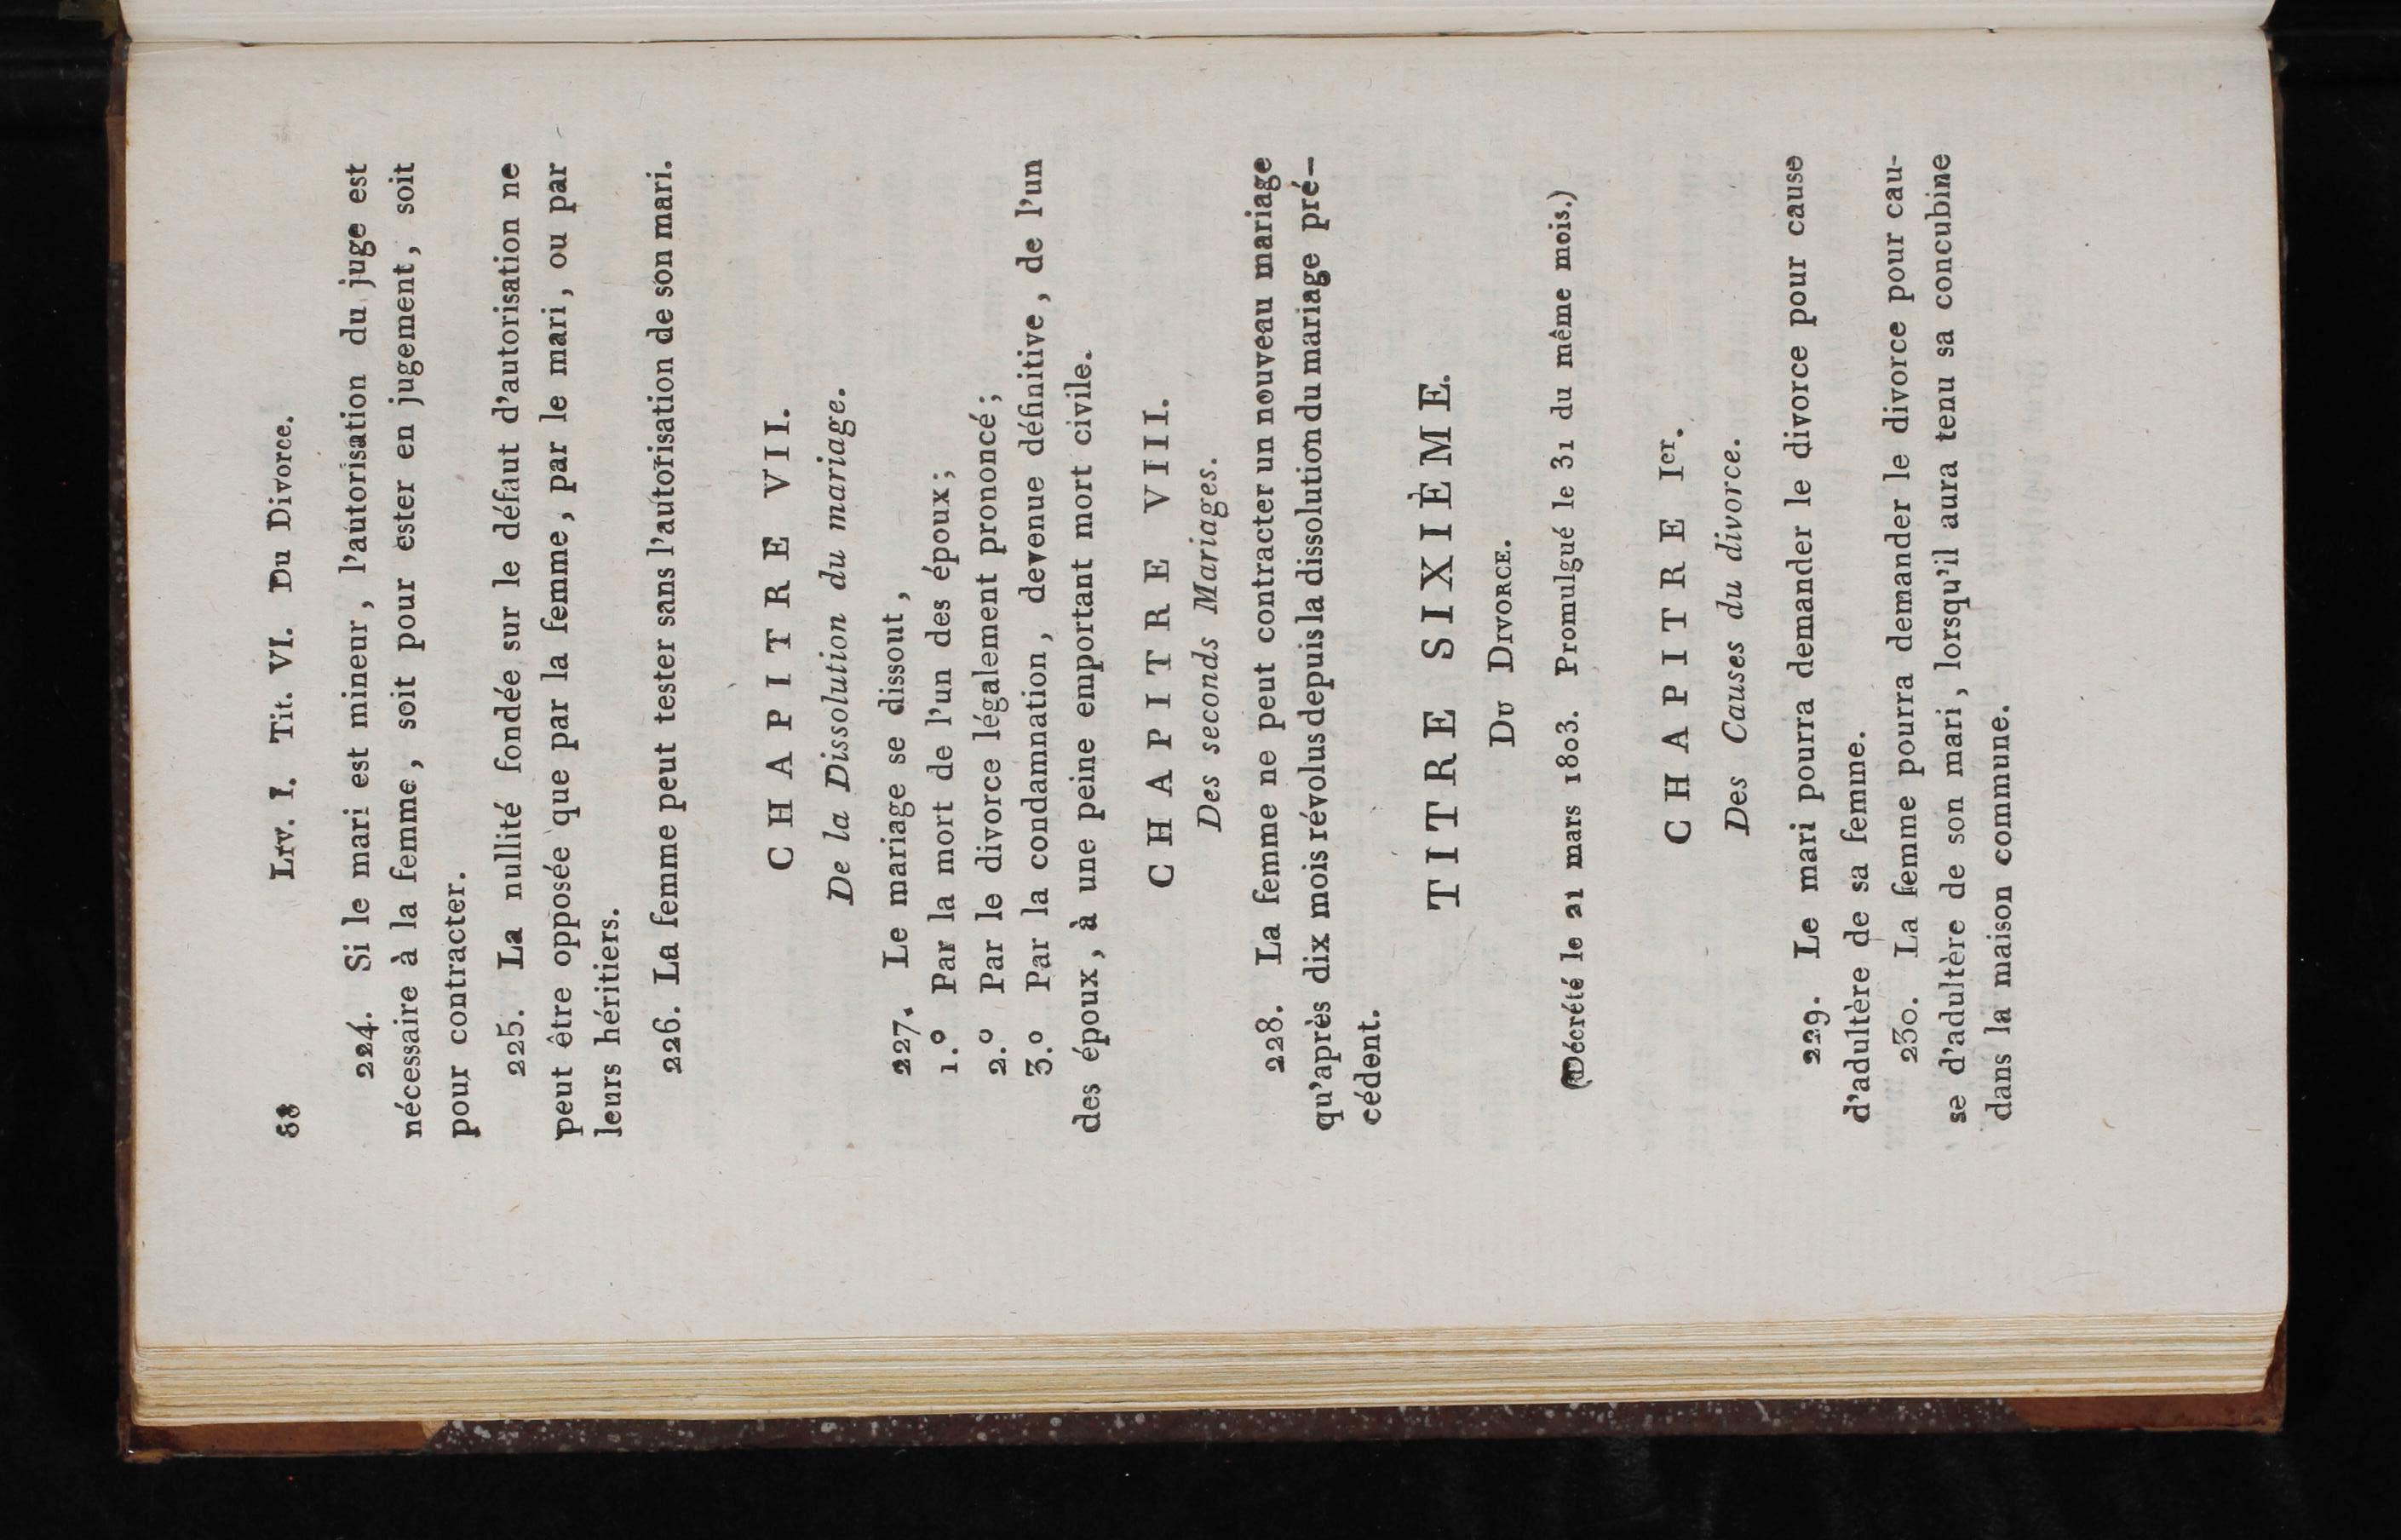 Liv. I. Tit. VI. Du Divorce.
224. Si le mari est mineur, l'autorisation du juge est
nécessaire à la femme, soit pour ester en jugement, soit
pour contracter.
225. La nullité fondée sur le défaut d'autorisation ne
peut être opposée que par la femme, par le mari, ou par
leurs héritiers.
226. La femme peut tester sans l'autorisation de son mari.
CHAPITRE VII.
De la Dissolution du mariage.
227. Le mariage se dissout,
1.º Par la mort de l'un des époux;
2.º Par le divorce légalement prononcé;
3.º Par la condamnation, devenue définitive, de l'un
des époux, à une peine emportant mort civile.
CHAPITRE VIII.
Des seconds Mariages.
228. La femme ne peut contracter un nouveau mariage
qu'après dix mois révolus depuis la dissolution du mariage pré-
cédent.
TITRE SIXIÈME.
Du Divorce.
(Décrété le 21 mars 1803. Promulgué le 31 du même mois.)
CHAPITRE Ier.
Des Causes du divorce.
229. Le mari pourra demander le divorce pour cause
d'adultère de sa femme.
230. La femme pourra demander le divorce pour cau-
se d'adultère de son mari, lorsqu'il aura tenu sa concubine
dans la maison commune.